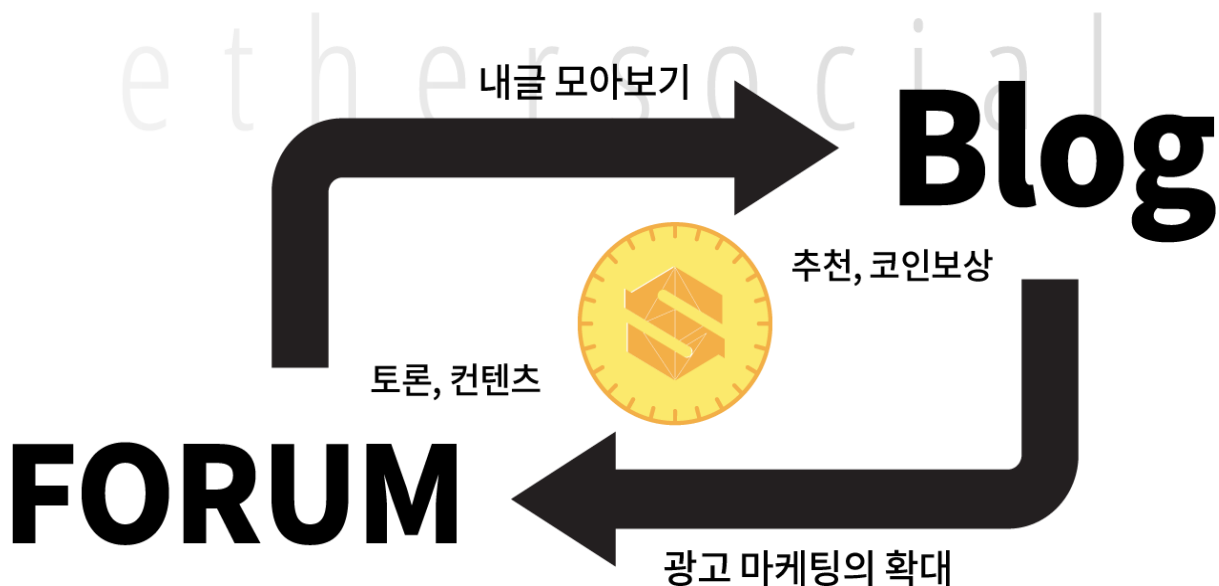 ethersocial
내글 모아보기
Blog
추천, 코인보상
토론, 컨텐츠
FORUM
광고 마케팅의 확대